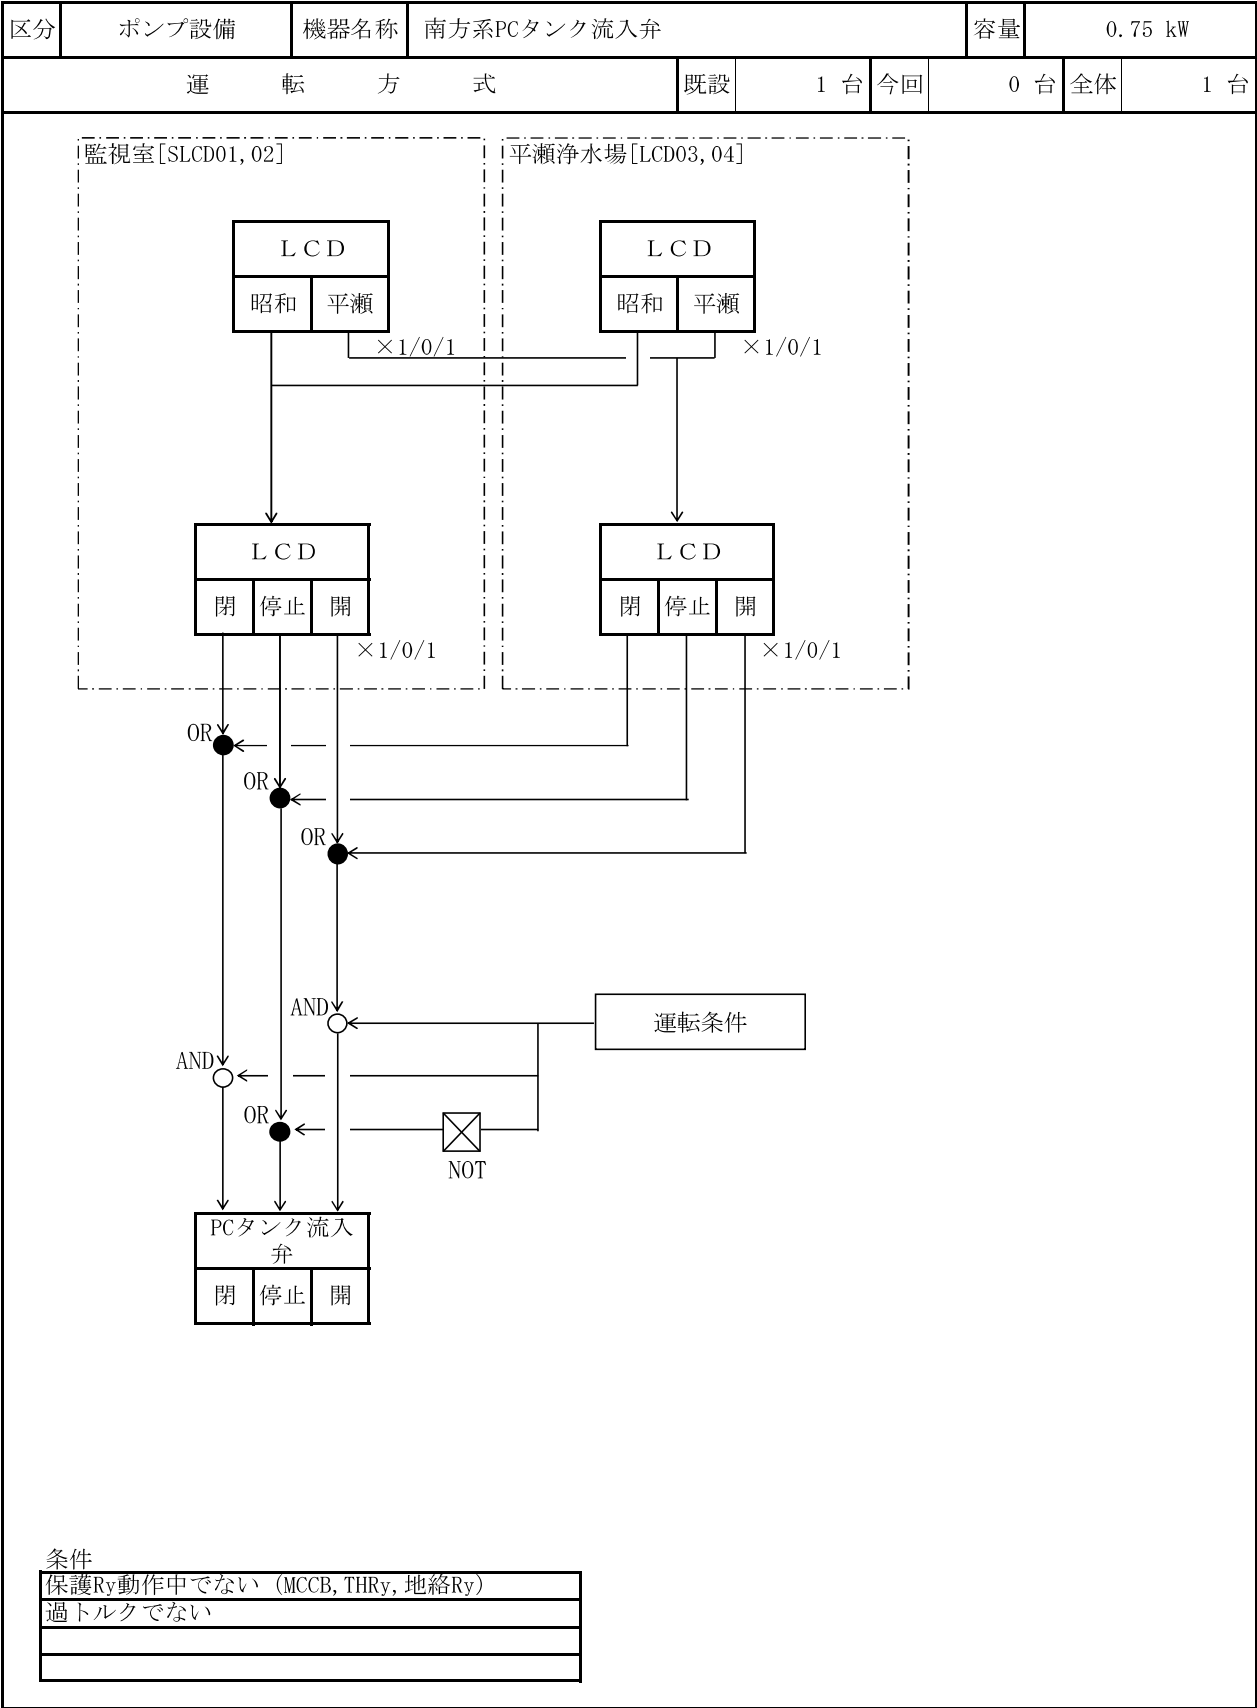 区分 ポンプ設備 機器名称 南方系PCタンク流入弁 容量 0.75 kW
運 転 方 式 既設 1 台 今回 0 台 全体 1 台
監視室[SLCD01,02] 平瀬浄水場[LCD03,04]
LCD LCD
昭和 平瀬 昭和 平瀬
×1/0/1 ×1/0/1
LCD LCD
閉 停止 開 閉 停止 開
×1/0/1 ×1/0/1
OR
OR
OR
AND 運転条件
AND
OR
NOT
PCタンク流入
弁
閉 停止 開
条件
保護Ry動作中でない（MCCB,THRy,地絡Ry）
過トルクでない